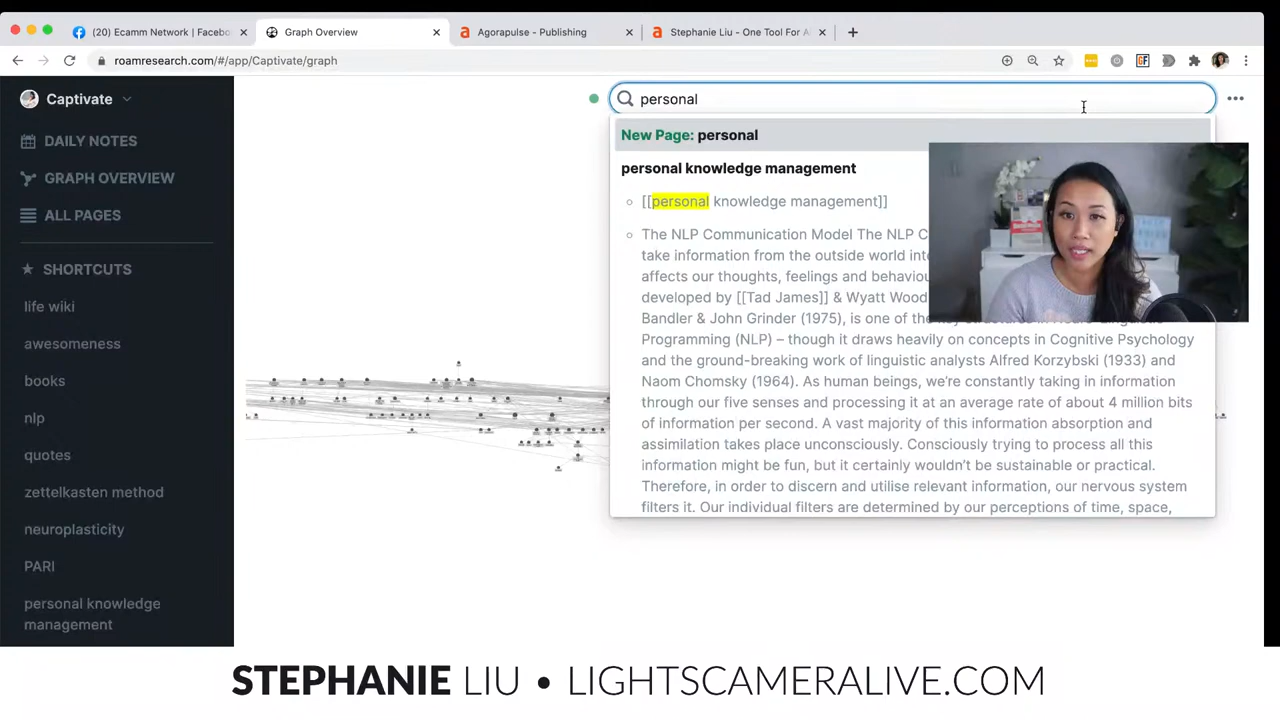 (20) Ecamm Network | Facebo
Graph Overview
Agorapulse - Publishing
Stephanie Liu - One Tool For A
roamresearch.com/#/app/Captivate/graph
GF
Captivate
personal
DAILY NOTES
GRAPH OVERVIEW
ALL PAGES
SHORTCUTS
life wiki
awesomeness
books
nlp
quotes
zettelkasten method
neuroplasticity
PARI
personal knowledge
management
New Page: personal
personal knowledge management
[[personal knowledge management]]
The NLP Communication Model The NLP C
take information from the outside world int
affects our thoughts, feelings and behaviou
developed by [[Tad James]] & Wyatt Wood
Bandler & John Grinder (1975), is one of the
Programming (NLP) – though it draws heavily on concepts in Cognitive Psychology
and the ground-breaking work of linguistic analysts Alfred Korzybski (1933) and
Naom Chomsky (1964). As human beings, we're constantly taking in information
through our five senses and processing it at an average rate of about 4 million bits
of information per second. A vast majority of this information absorption and
assimilation takes place unconsciously. Consciously trying to process all this
information might be fun, but it certainly wouldn't be sustainable or practical.
Therefore, in order to discern and utilise relevant information, our nervous system
filters it. Our individual filters are determined by our perceptions of time, space,
STEPHANIE LIU • LIGHTSCAMERALIVE.COM